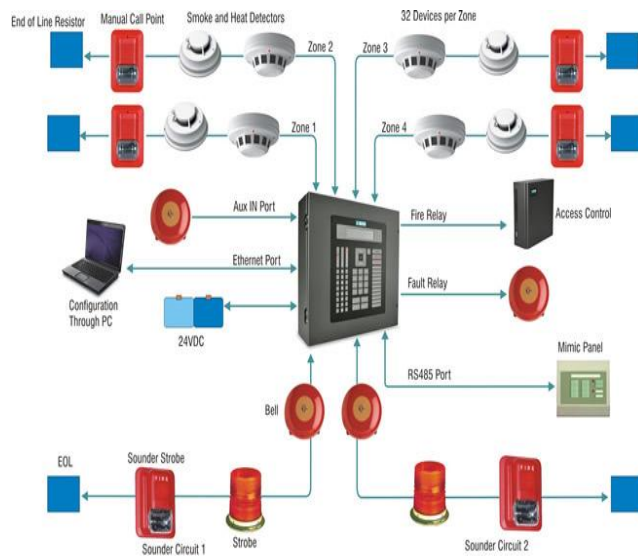 End of Line Resistor
Manual Call Point
Smoke and Heat Detectors
32 Devices per Zone
Zone 2
Zone 3
Zone 1
Zone 4
Aux IN Port
Fire Relay
Access Control
Ethernet Port
Fault Relay
Configuration
Through PC
24VDC
Mimic Panel
RS485 Port
Bell
EOL
Sounder Strobe
FIRE
FIRE
Sounder Circuit 1
Strobe
Sounder Circuit 2